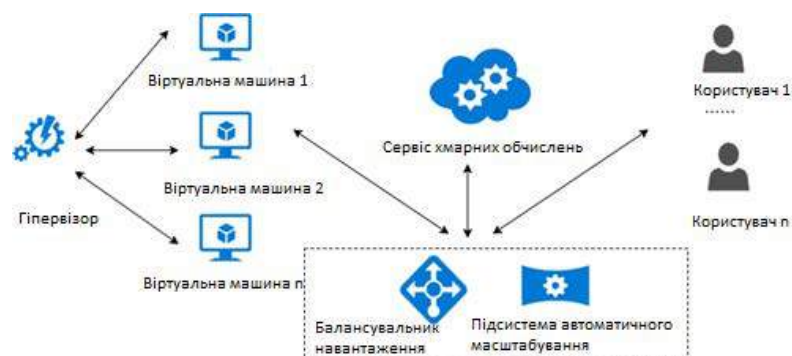 Віртуальна машина 1
Користувач 1
......
Сервіс хмарних обчислень
Віртуальна машина 2
Гіпервізор
Користувач n
Віртуальна машина n
Балансувальник
навантаження
Підсистема автоматичного
масштабування